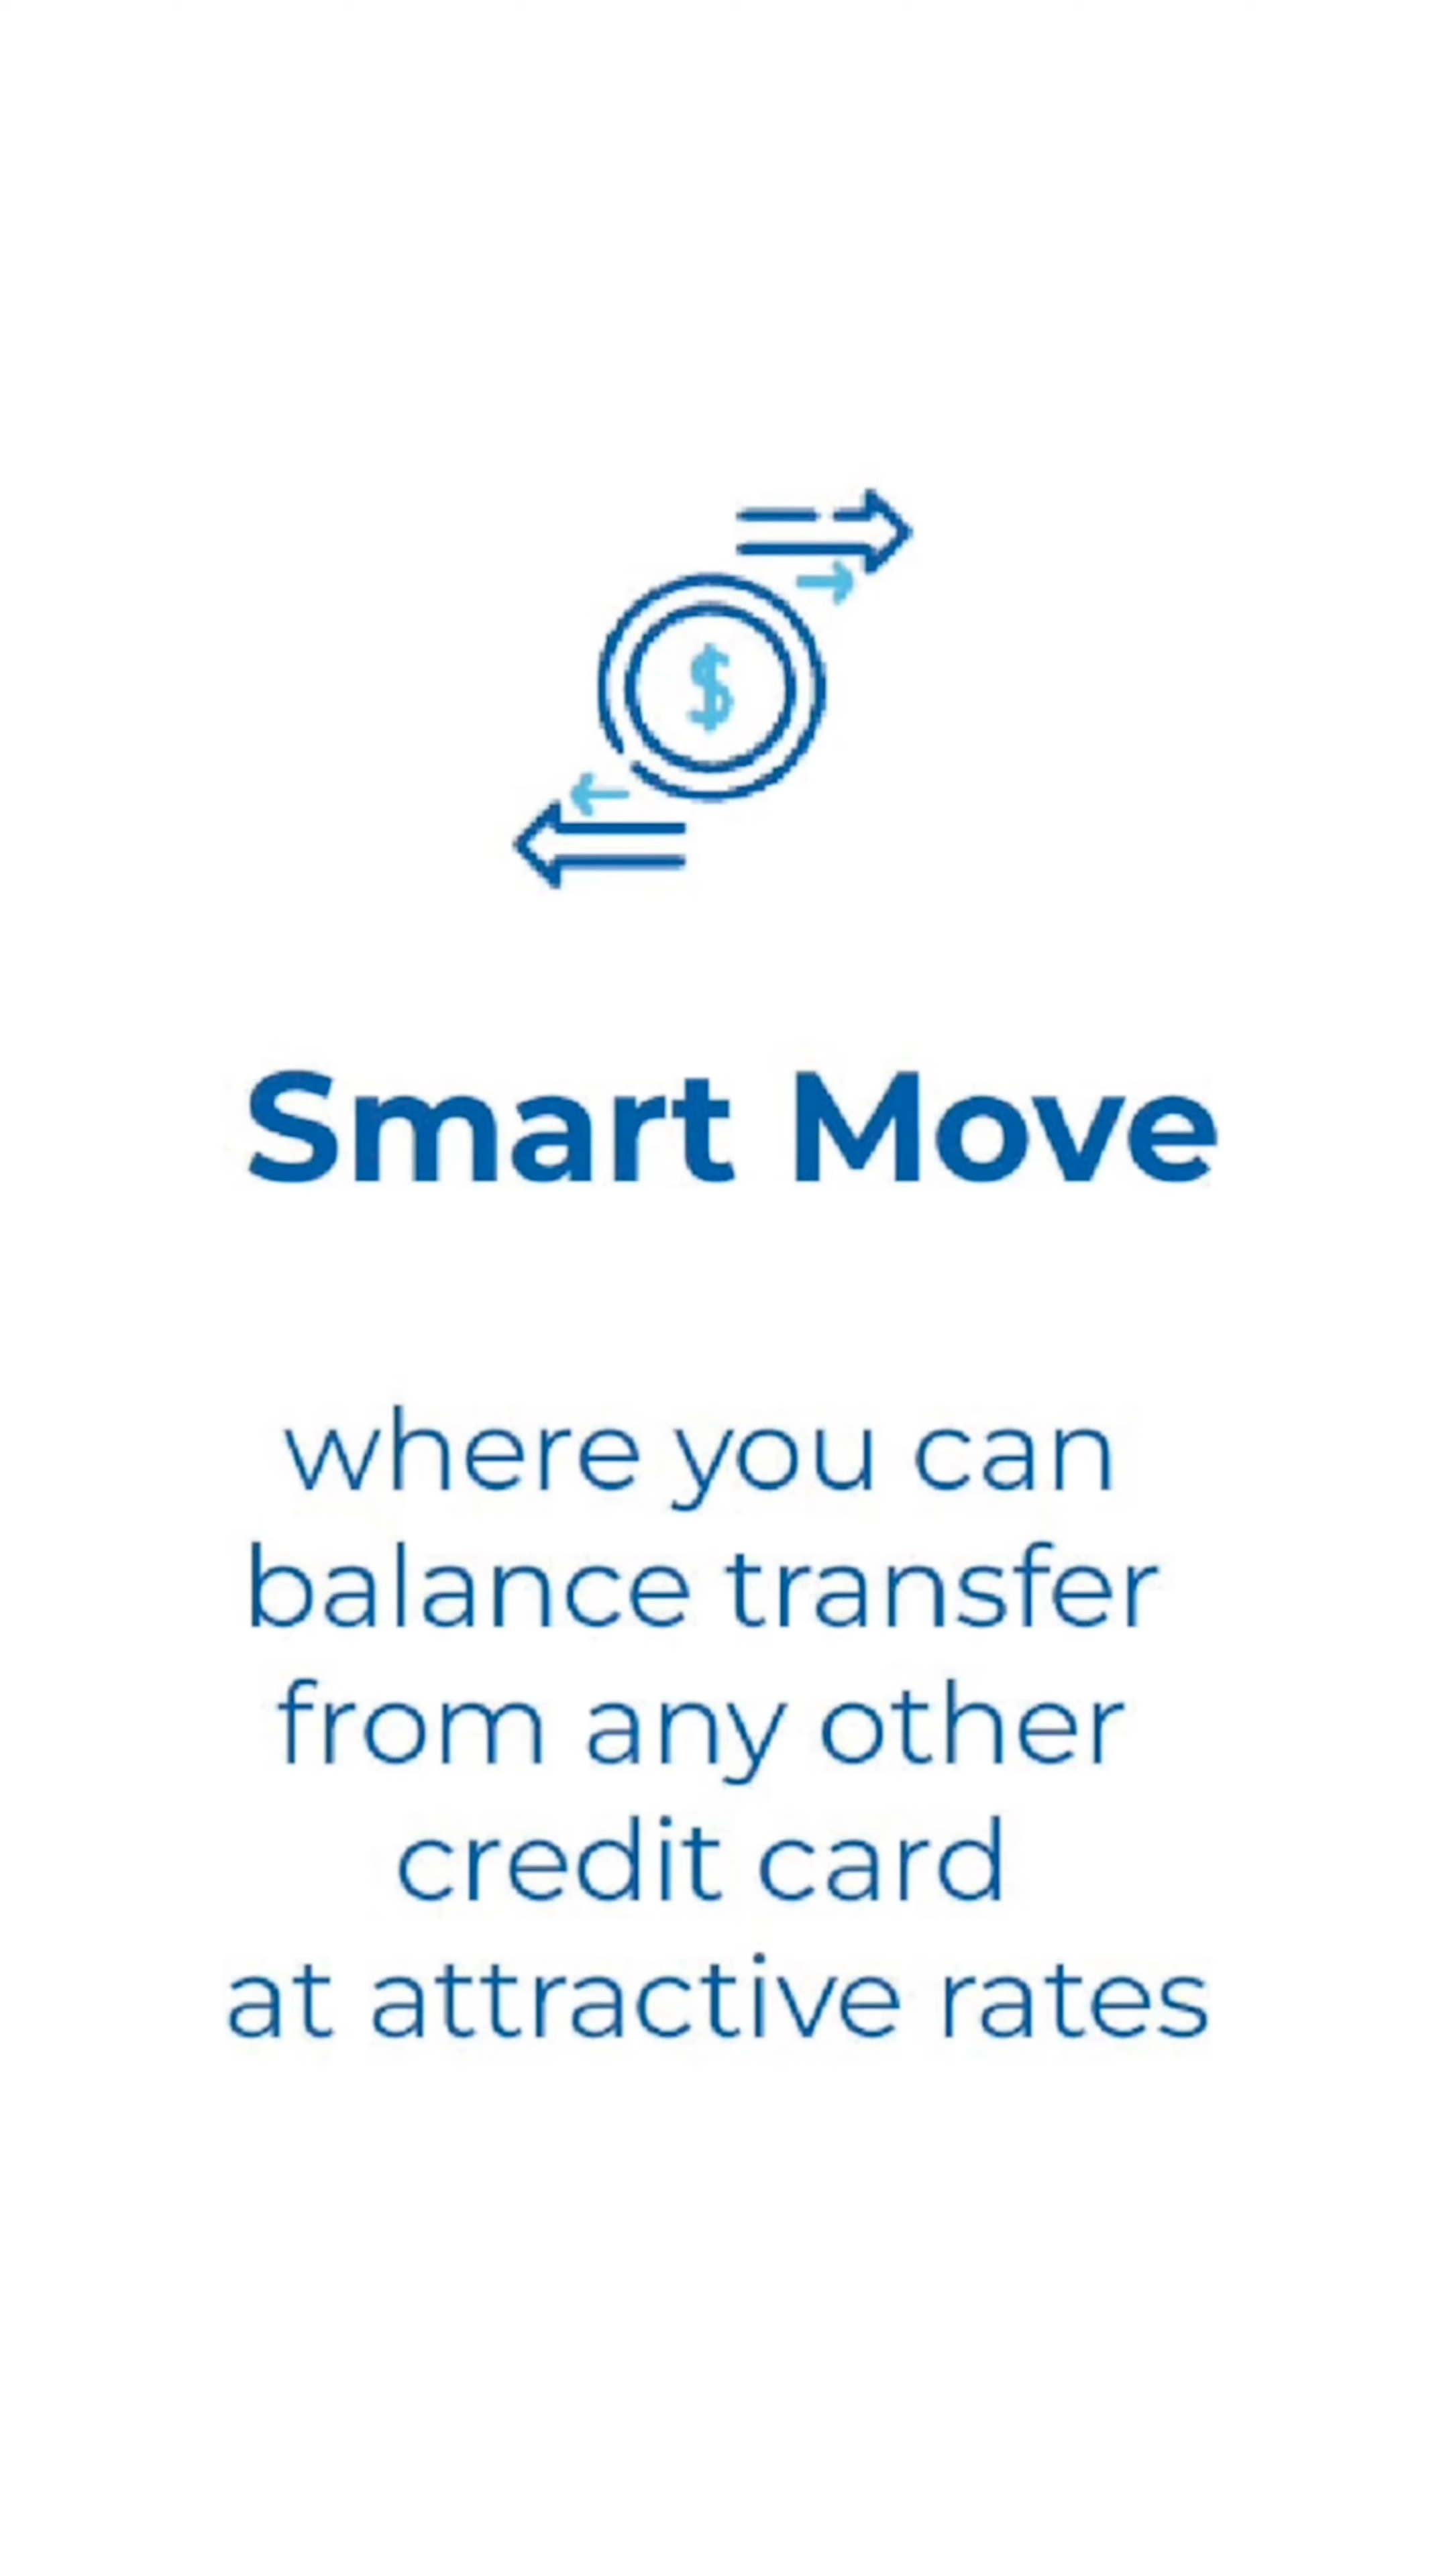 $
Smart Move
where you can
balance transfer
from any other
credit card
at attractive rates